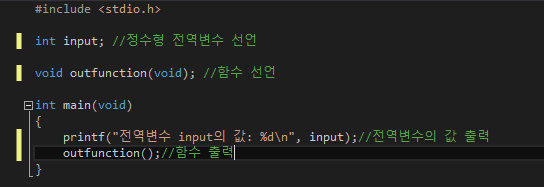 #include <stdio.h>
int input; //정수형 전역변수 선언
void outfunction(void); //함수 선언
int main(void)
{
printf("전역변수 input의 값: %d\n", input);//전역변수의 값 출력
outfunction();//함수 출력
}